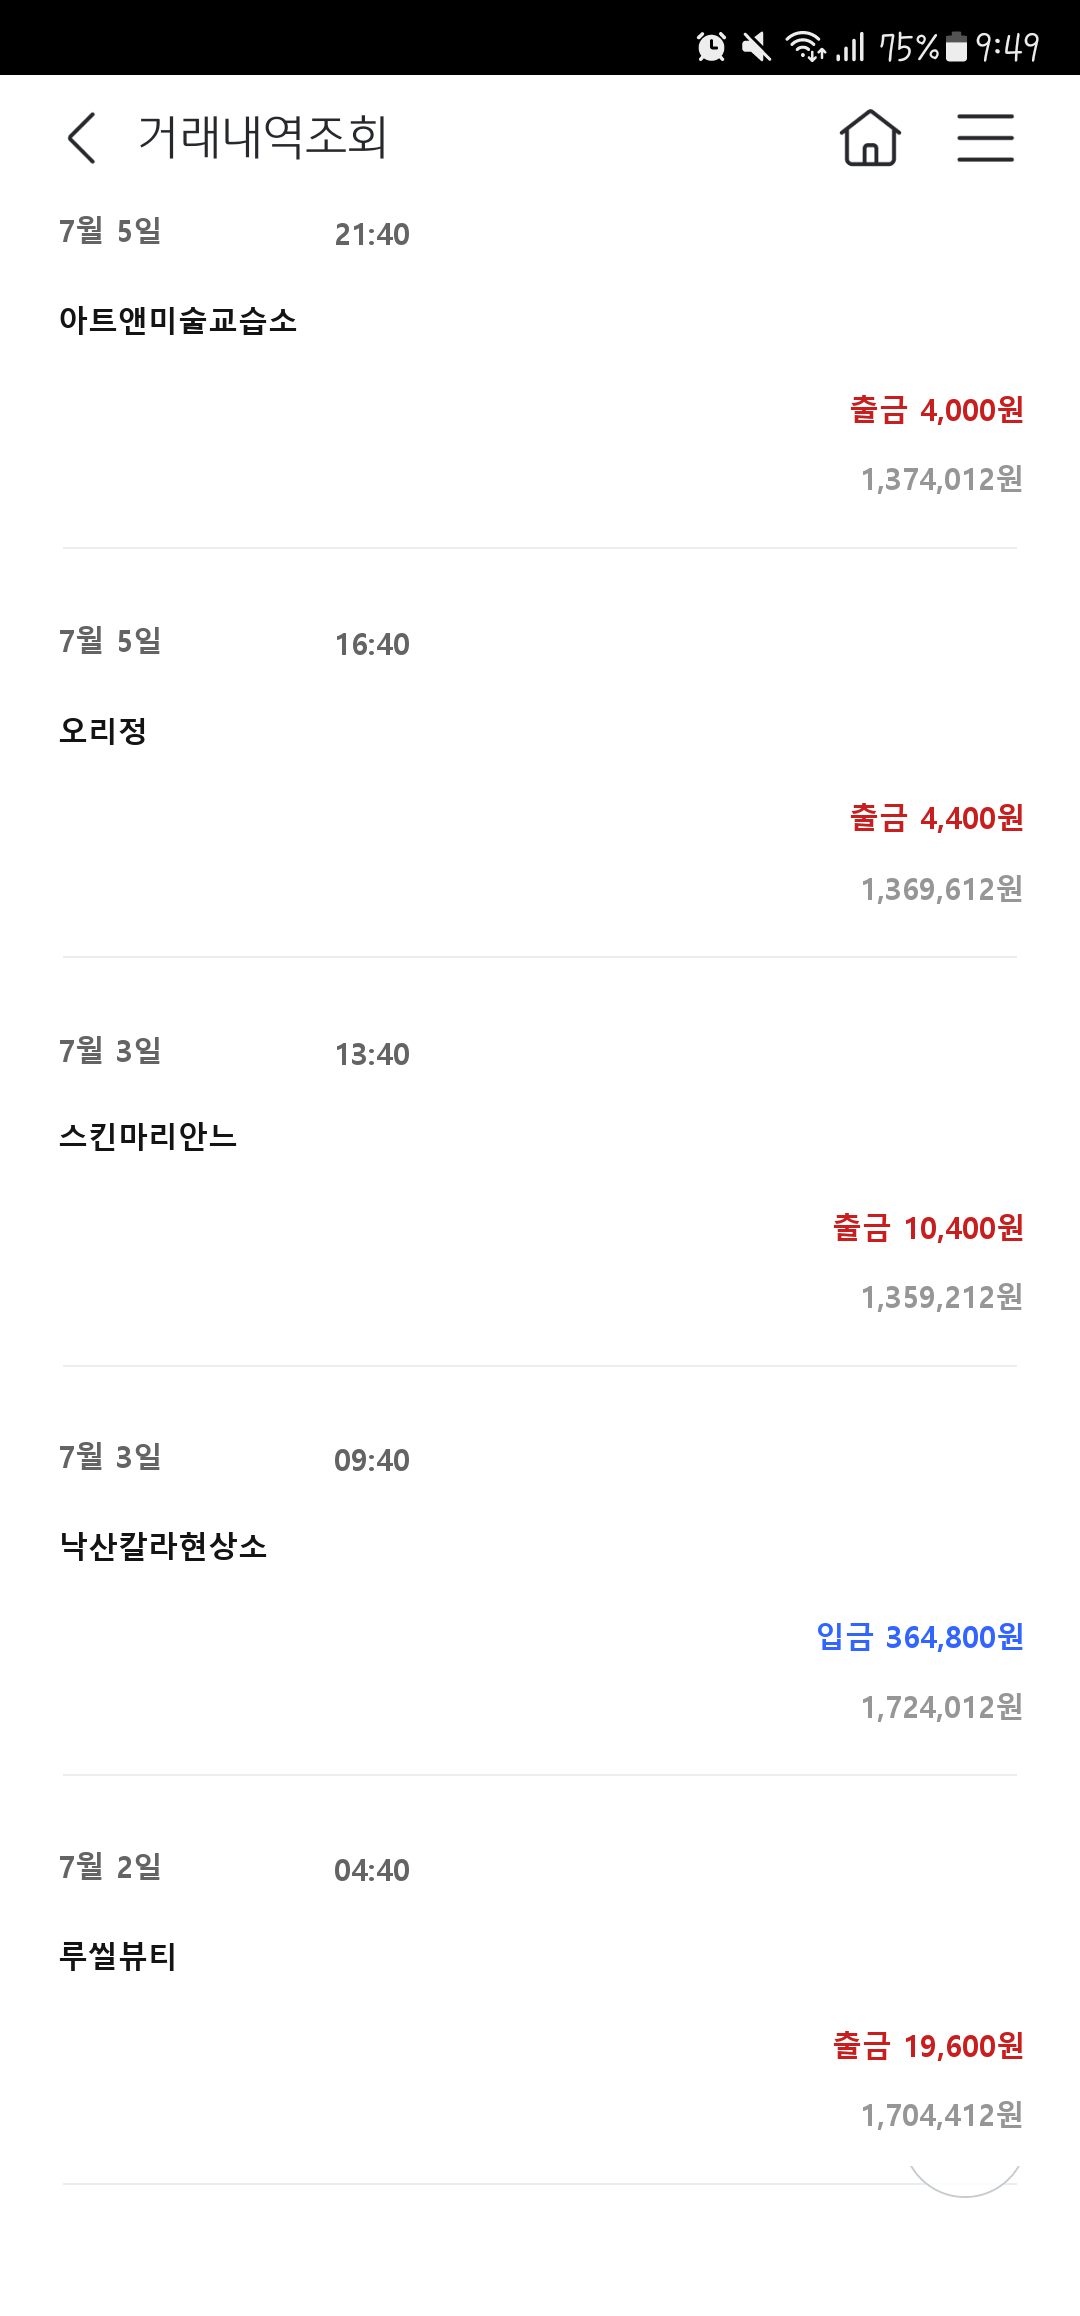 75% 9:49
거래내역조회
7월 5일 21:40
아트앤미술교습소
출금 4,000원
1,374,012원
7월 5일 16:40
오리정
출금 4,400원
1,369,612원
7월 3일 13:40
스킨마리안느
출금 10,400원
1,359,212원
7월 3일 09:40
낙산칼라현상소
입금 364,800원
1,724,012원
7월 2일 04:40
루씰뷰티
출금 19,600원
1,704,412원